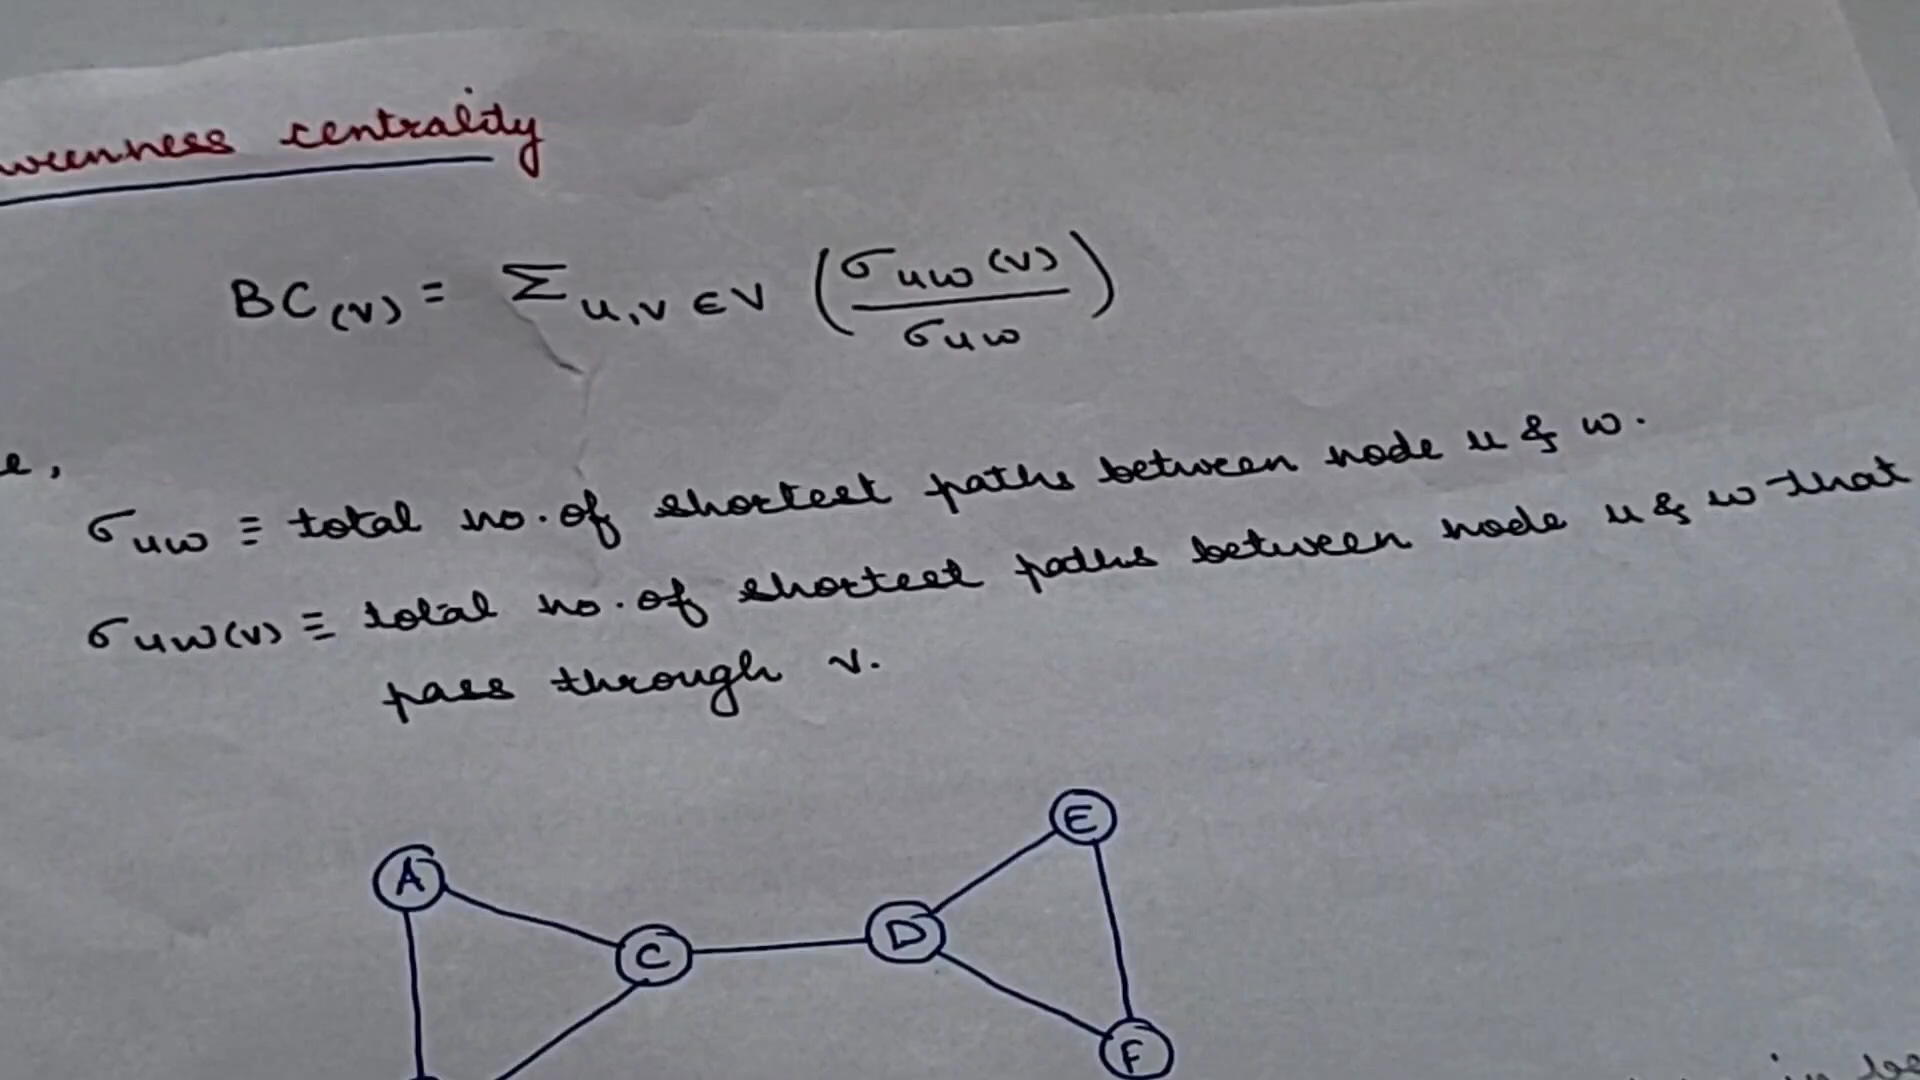 centrality
BC(v) = Σ u,v ∈ V (σuw(v) / σuw)
σuw ≡ total no. of shortest paths between node u & w.
σuw(v) ≡ total no. of shortest paths between node u & w that
pass through v.
E
A
D
C
F